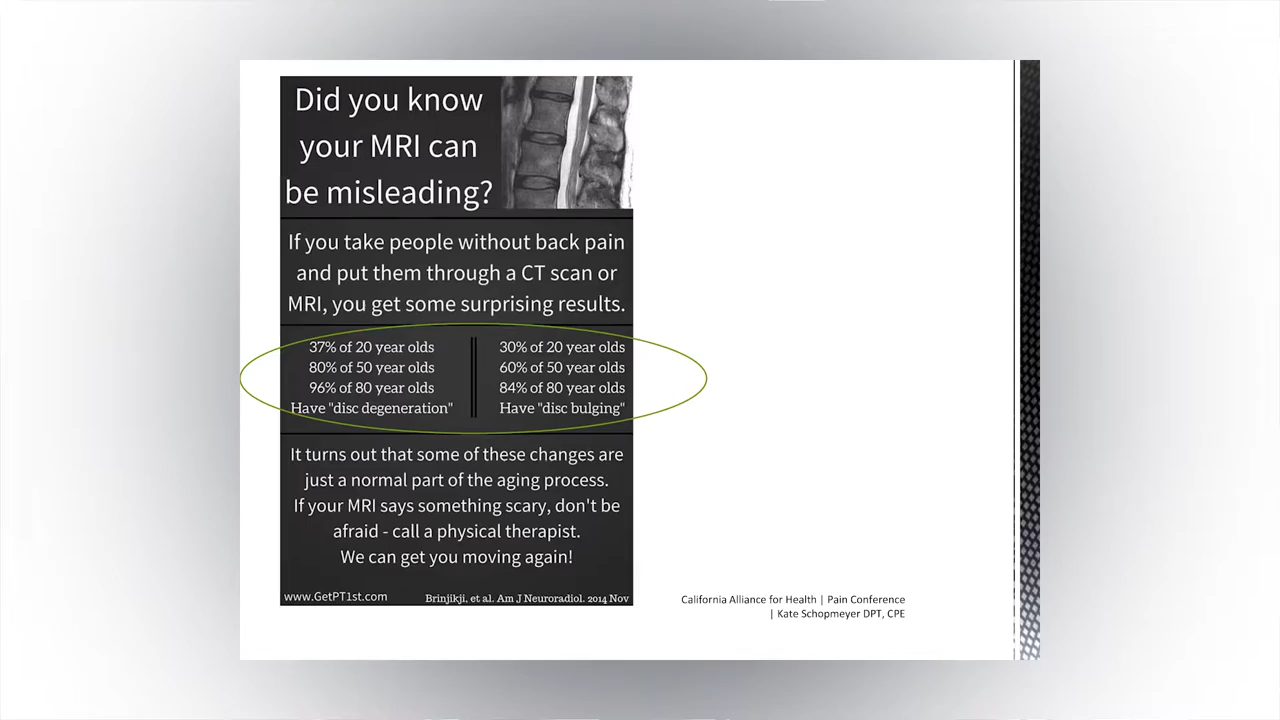 Did you know
your MRI can
be misleading?
If you take people without back pain
and put them through a CT scan or
MRI, you get some surprising results.
37% of 20 year olds
80% of 50 year olds
96% of 80 year olds
Have "disc degeneration"
30% of 20 year olds
60% of 50 year olds
84% of 80 year olds
Have "disc bulging"
It turns out that some of these changes are
just a normal part of the aging process.
If your MRI says something scary, don't be
afraid - call a physical therapist.
We can get you moving again!
www.GetPT1st.com
Brinjikji, et al. Am J Neuroradiol. 2014 Nov
California Alliance for Health | Pain Conference
| Kate Schopmeyer DPT, CPE